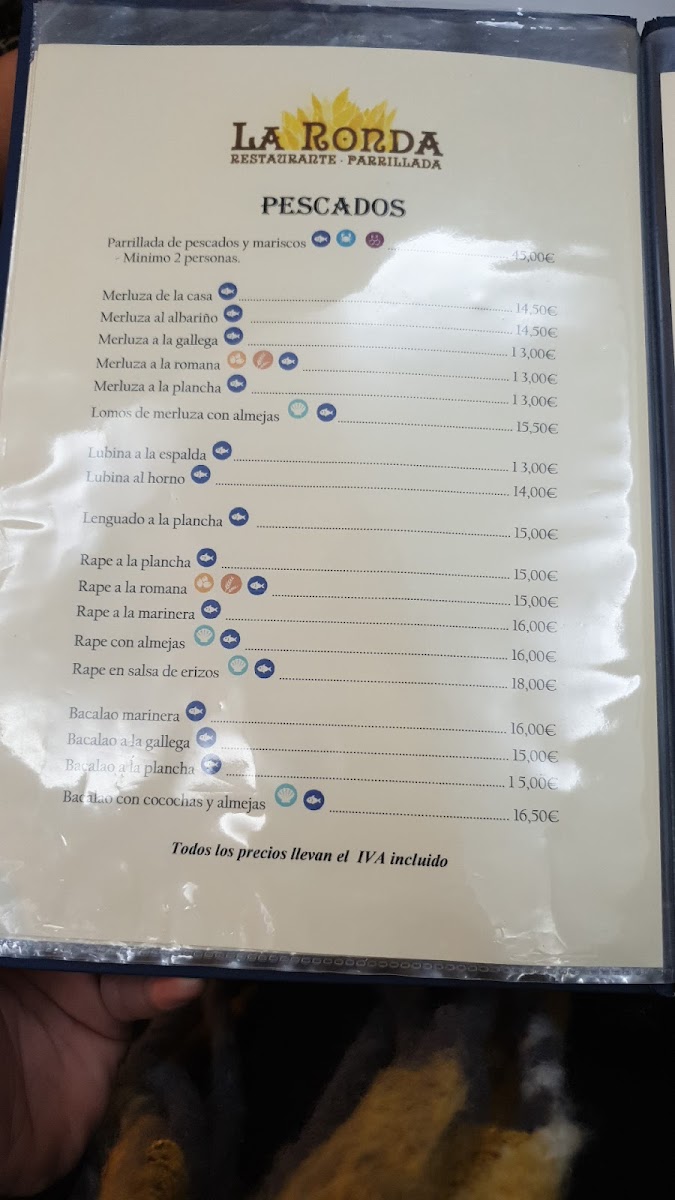 LA RONDA
RESTAURANTE · PARRILLADA
PESCADOS
Parrillada de pescados y mariscos ........ 45,00€
- Minimo 2 personas.
Merluza de la casa ........ 14,50€
Merluza al albariño ........ 14,50€
Merluza a la gallega ........ 13,00€
Merluza a la romana ........ 13,00€
Merluza a la plancha ........ 13,00€
Lomos de merluza con almejas ........ 15,50€
Lubina a la espalda ........ 13,00€
Lubina al horno ........ 14,00€
Lenguado a la plancha ........ 15,00€
Rape a la plancha ........ 15,00€
Rape a la romana ........ 15,00€
Rape a la marinera ........ 16,00€
Rape con almejas ........ 16,00€
Rape en salsa de erizos ........ 18,00€
Bacalao marinera ........ 16,00€
Bacalao a la gallega ........ 15,00€
Bacalao a la plancha ........ 15,00€
Bacalao con cocochas y almejas ........ 16,50€
Todos los precios llevan el IVA incluido